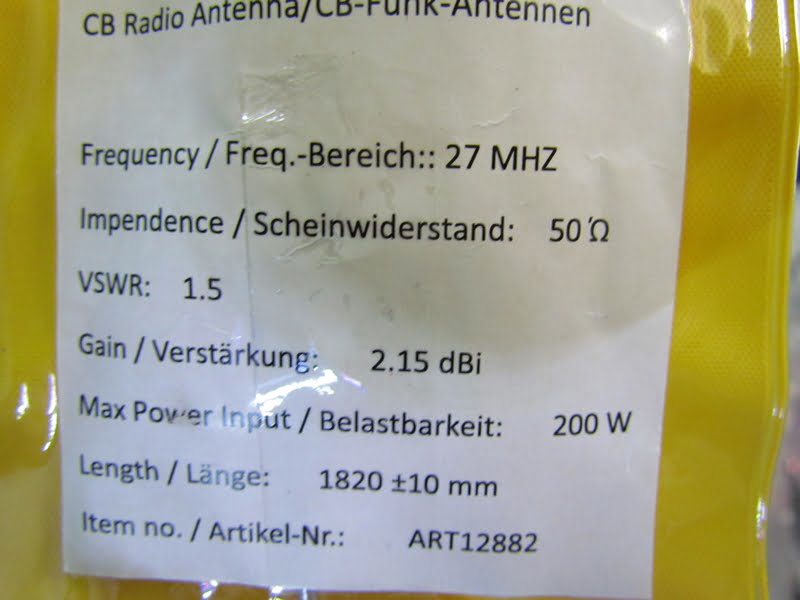 CB Radio Antenna/CB-Funk-Antennen
Frequency / Freq.-Bereich:: 27 MHZ
Impendence / Scheinwiderstand: 50 Ώ
VSWR: 1.5
Gain / Verstärkung: 2.15 dBi
Max Power Input / Belastbarkeit: 200 W
Length / Länge: 1820 ±10 mm
Item no. / Artikel-Nr.: ART12882